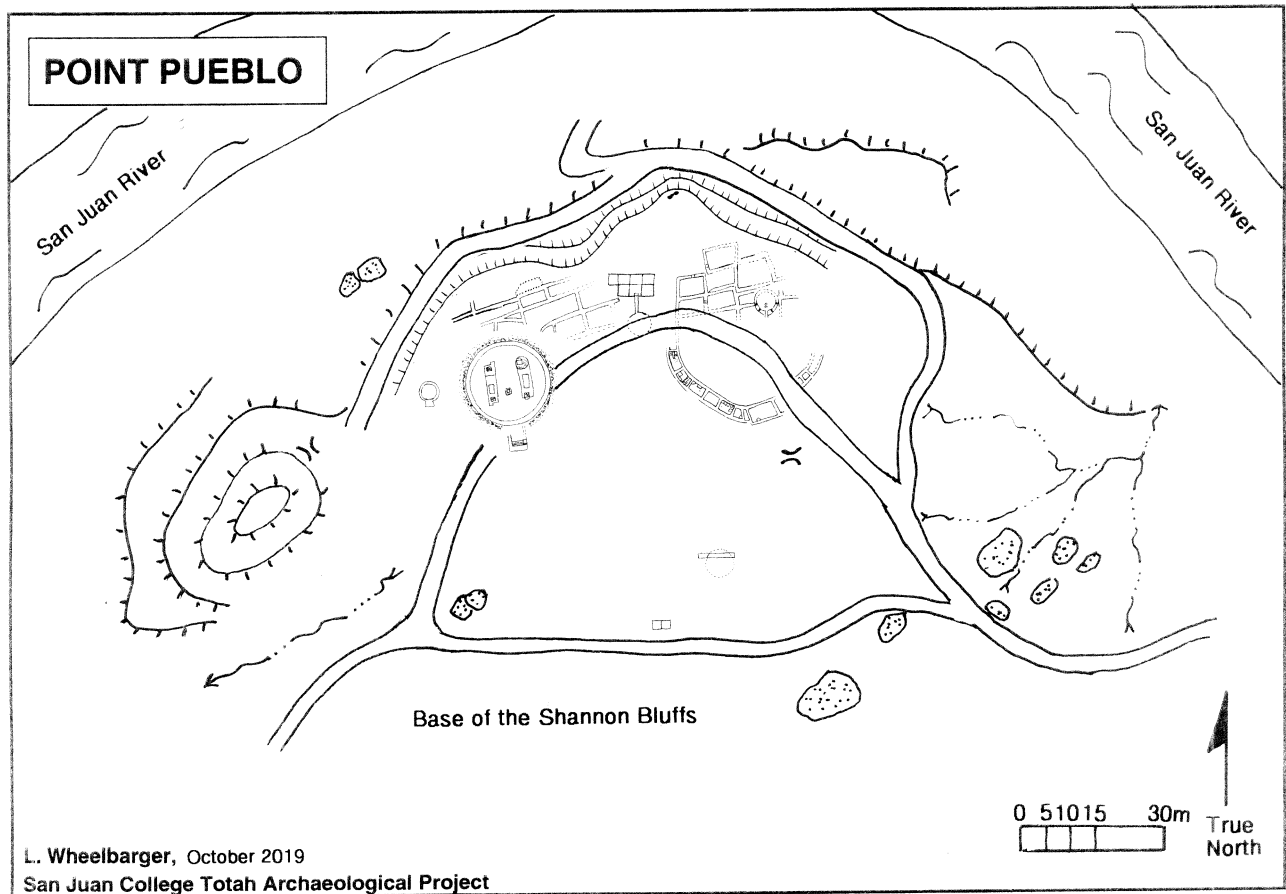 POINT PUEBLO
San Juan River
San Juan River
Base of the Shannon Bluffs
0 5 10 15 30m
True
North
L. Wheelbarger, October 2019
San Juan College Totah Archaeological Project